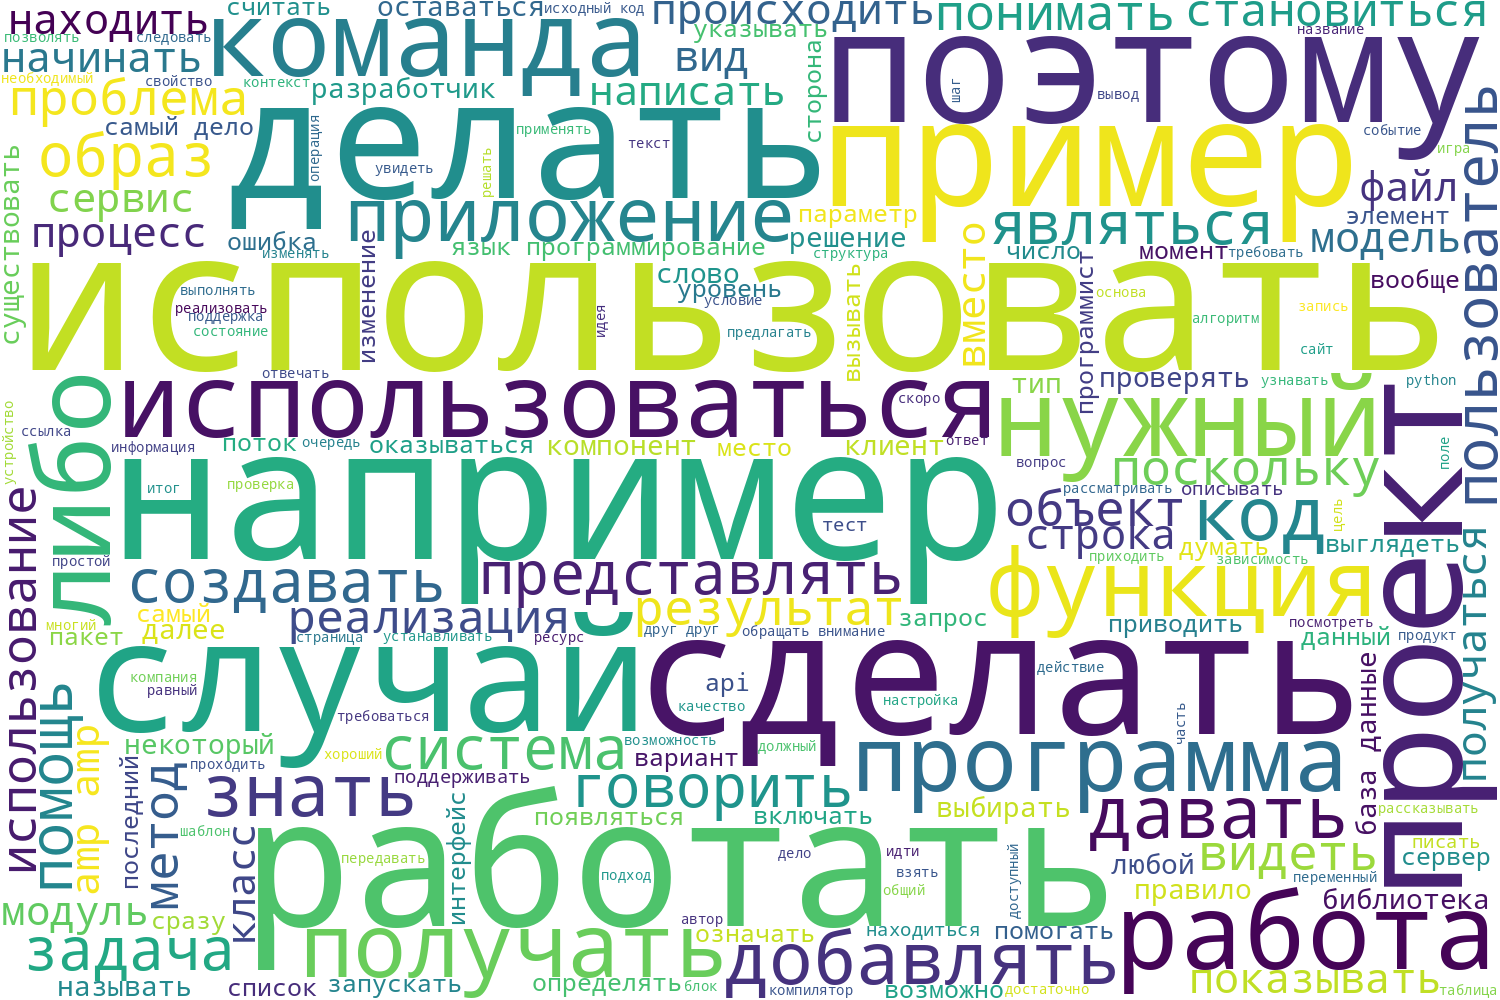 находить
считать
оставаться
исходный код
происходить
понимать
становиться
позволять
следовать
команда
указывать
название
начинать
вид
поэтому
необходимый
свойство
контекст
разработчик
написать
сторона
шаг
вывод
проблема
самый дело
делать
операция
применять
текст
пример
событие
игра
пользователь
образ
увидеть
решать
файл
существовать
сервис
приложение
параметр
являться
элемент
процесс
ошибка
изменять
изменение
язык программирование
решение
структура
вместо
число
момент
требовать
модель
использовать
слово
уровень
условие
вызывать
программист
основа
запись
вообще
выполнять
реализовать
поддержка
состояние
идея
предлагать
алгоритм
сайт
отвечать
использоваться
скоро
тип
проверять
узнавать
python
либо
устройство
ссылка
нужный
информация
поток
очередь
оказываться
компонент
место
клиент
ответ
вопрос
поскольку
поле
проект
например
итог
проверка
тест
рассматривать
описывать
объект
строка
код
цель
использование
простой
думать
выглядеть
приходить
зависимость
создавать
представлять
функция
получаться
самый
многий
пакет
далее
реализация
страница
устанавливать
ресурс
результат
друг друг
обращать внимание
запрос
приводить
посмотреть
данный
продукт
случай
сделать
компания
равный
api
действие
качество
настройка
база данные
помощь
amp amp
требоваться
часть
некоторый
проходить
хороший
система
возможность
вариант
должный
программа
последний
метод
знать
поддерживать
говорить
выбирать
давать
рассказывать
шаблон
класс
работать
интерфейс
появляться
включать
писать
видеть
сервер
передавать
подход
дело
идти
взять
общий
доступный
любой
переменный
правило
библиотека
модуль
сразу
автор
означать
находиться
помогать
работа
задача
получать
добавлять
показывать
называть
список
запускать
определять
блок
компилятор
возможно
достаточно
таблица